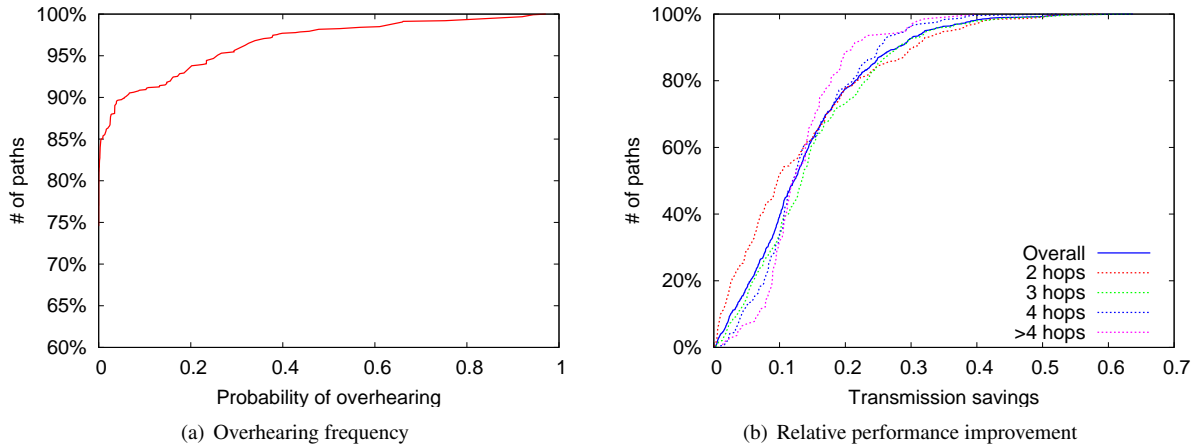 100%
95%
90%
85%
80%
75%
70%
65%
60%
# of paths
0 0.2 0.4 0.6 0.8 1
Probability of overhearing
(a) Overhearing frequency
100%
80%
60%
40%
20%
0%
# of paths
Overall
2 hops
3 hops
4 hops
>4 hops
0 0.1 0.2 0.3 0.4 0.5 0.6 0.7
Transmission savings
(b) Relative performance improvement